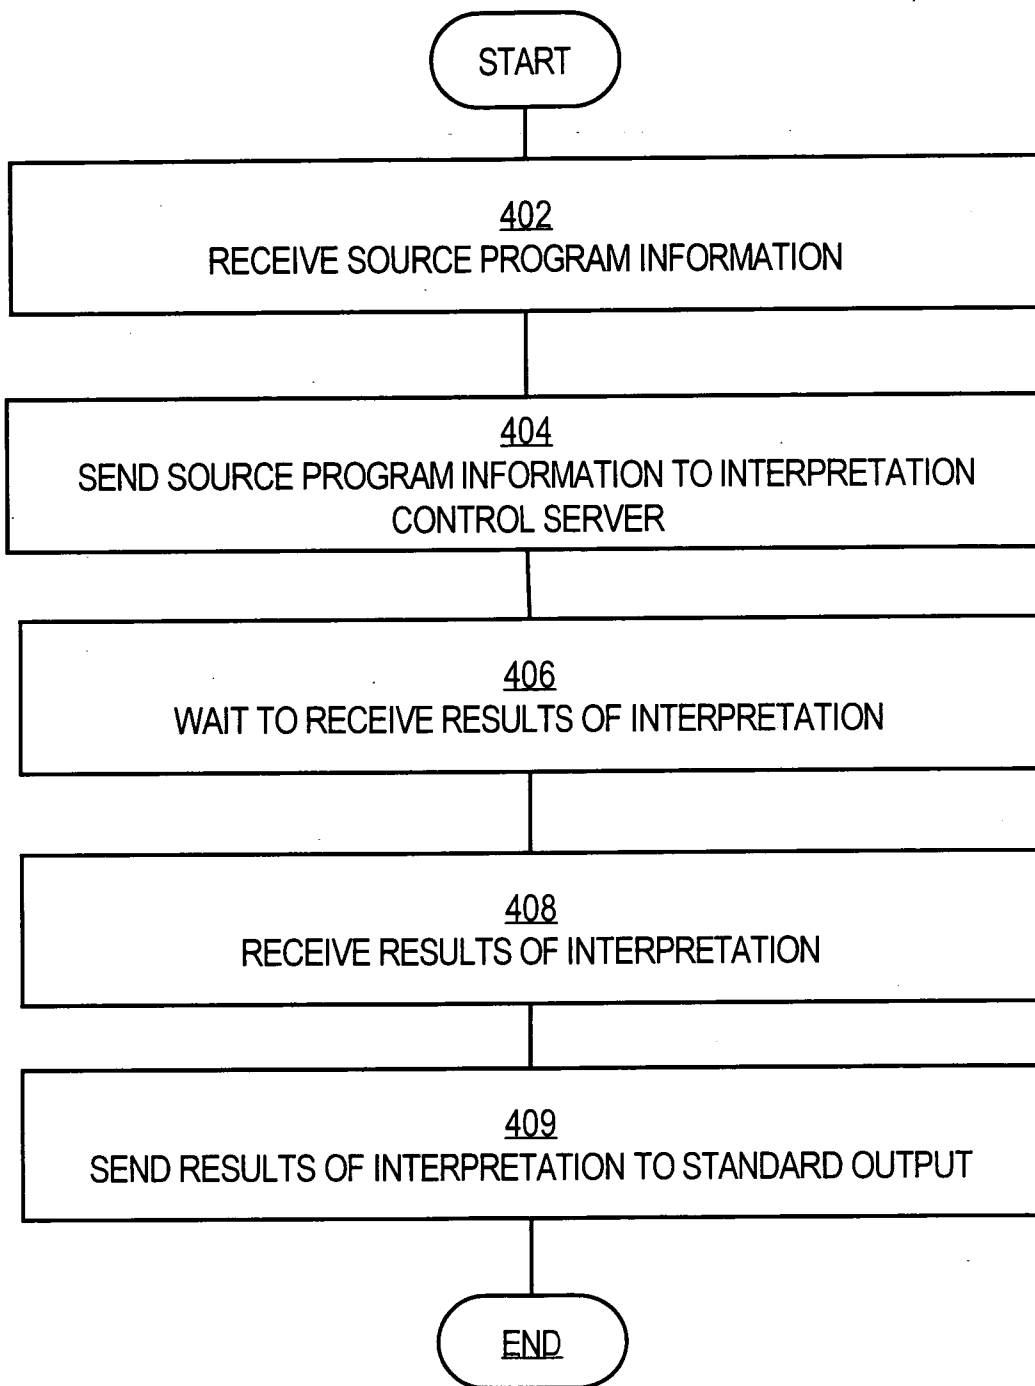 START
402
RECEIVE SOURCE PROGRAM INFORMATION
404
SEND SOURCE PROGRAM INFORMATION TO INTERPRETATION
CONTROL SERVER
406
WAIT TO RECEIVE RESULTS OF INTERPRETATION
408
RECEIVE RESULTS OF INTERPRETATION
409
SEND RESULTS OF INTERPRETATION TO STANDARD OUTPUT
END